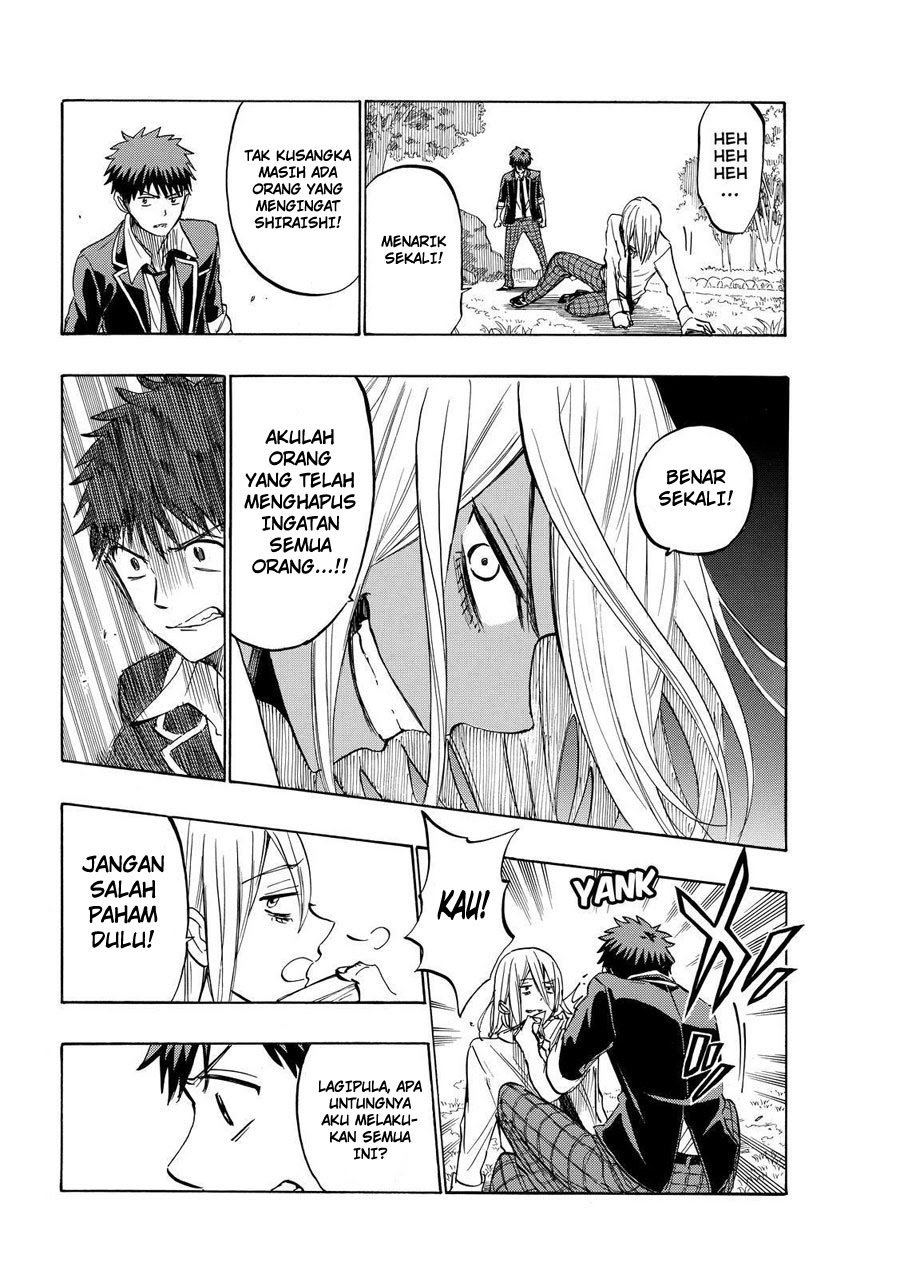 HEH
HEH
HEH
...
MENARIK
SEKALI!
TAK KUSANGKA
MASIH ADA
ORANG YANG
MENGINGAT
SHIRAISHI!
BENAR
SEKALI!
AKULAH
ORANG
YANG TELAH
MENGHAPUS
INGATAN
SEMUA
ORANG...!!
YANK
KAU!
JANGAN
SALAH
PAHAM
DULU!
LAGIPULA, APA
UNTUNGNYA
AKU MELAKU-
KAN SEMUA
INI?